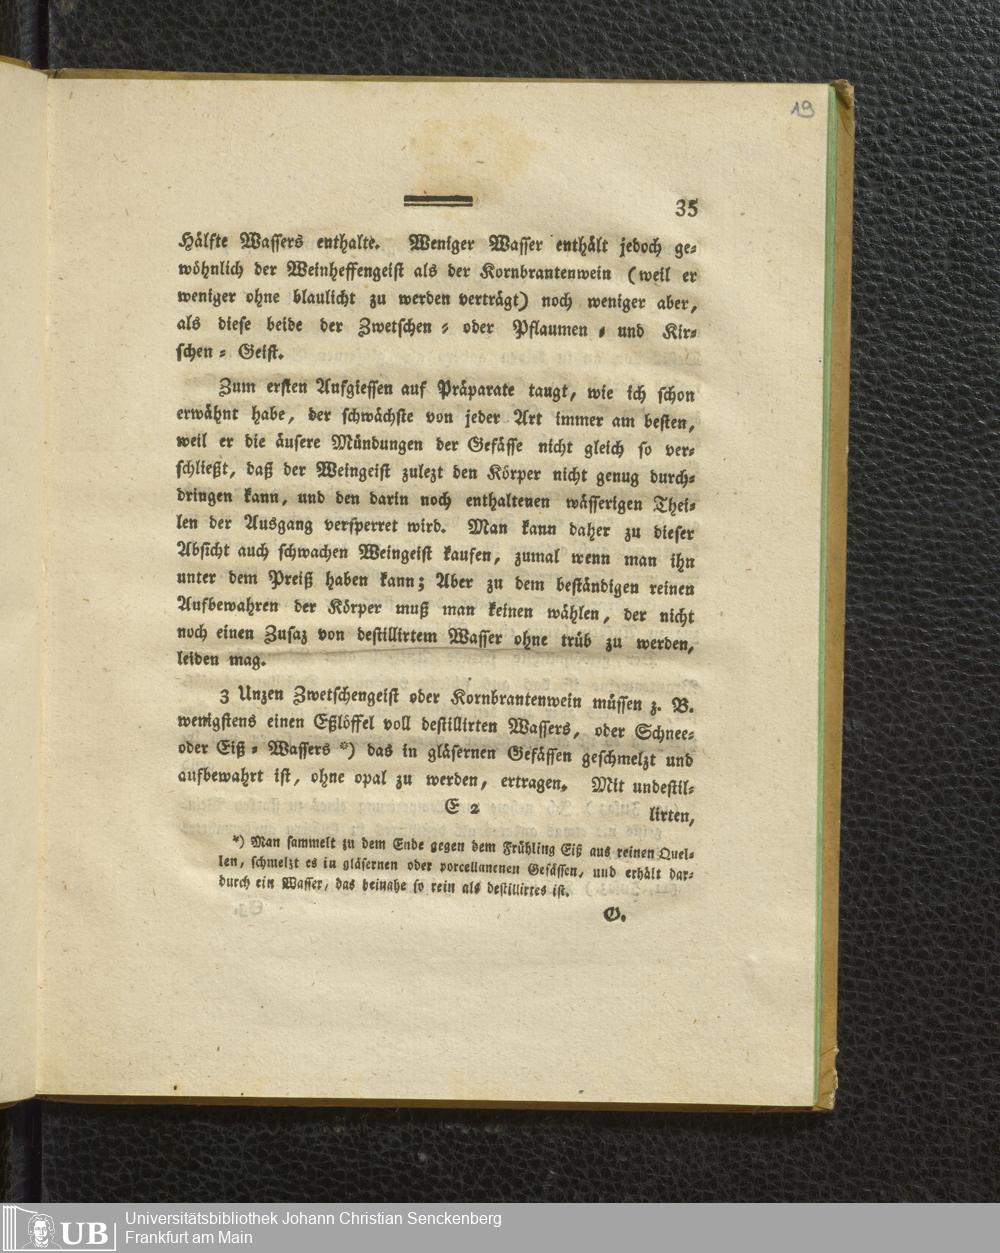 19
35
Hälfte Wassers enthalte. Weniger Wasser enthält jedoch ge-
wöhnlich der Weinheffengeist als der Kornbrantenwein (weil er
weniger ohne blaulicht zu werden verträgt) noch weniger aber,
als diese beide der Zwetschen- oder Pflaumen- und Kir-
schen-Geist.
Zum ersten Aufgiessen auf Präparate taugt, wie ich schon
erwähnt habe, der schwächste von jeder Art immer am besten,
weil er die äusere Mündungen der Gefässe nicht gleich so ver-
schließt, daß der Weingeist zulezt den Körper nicht genug durch-
dringen kann, und den darin noch enthaltenen wässerigen Thei-
len der Ausgang versperret wird. Man kann daher zu dieser
Absicht auch schwachen Weingeist kaufen, zumal wenn man ihn
unter dem Preiß haben kann; Aber zu dem beständigen reinen
Aufbewahren der Körper muß man keinen wählen, der nicht
noch einen Zusaz von destillirtem Wasser ohne trüb zu werden,
leiden mag.
3 Unzen Zwetschengeist oder Kornbrantenwein müssen z. B.
wenigstens einen Eßlöffel voll destillirten Wassers, oder Schnee-
oder Eiß-Wassers *) das in gläsernen Gefässen geschmelzt und
aufbewahrt ist, ohne opal zu werden, ertragen. Mit undestil-
E 2
lirten,
*) Man sammelt zu dem Ende gegen dem Frühling Eiß aus reinen Quel-
len, schmelzt es in gläsernen oder porcellanenen Gefässen, und erhält dar-
durch ein Wasser, das beinahe so rein als destillirtes ist.
O.
UB
Universitätsbibliothek Johann Christian Senckenberg
Frankfurt am Main